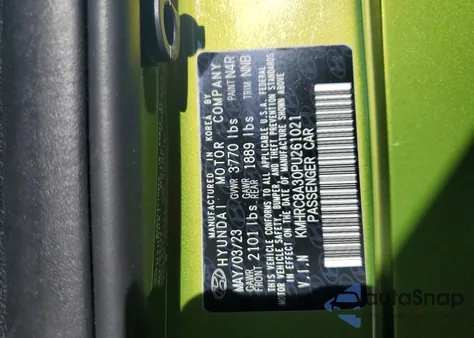 MANUFACTURED IN KOREA BY
HYUNDAI MOTOR COMPANY
MAY/03/23 GVWR 3770 lbs PAINT N4R
GAWR FRONT 2101 lbs GAWR REAR 1889 lbs TRIM NNB
THIS VEHICLE CONFORMS TO ALL APPLICABLE U.S.A. FEDERAL
MOTOR VEHICLE SAFETY, BUMPER, AND THEFT PREVENTION STANDARDS
IN EFFECT ON THE DATE OF MANUFACTURE SHOWN ABOVE.
V.I.N KMHRC8A30PU261021
PASSENGER CAR
autoSnap